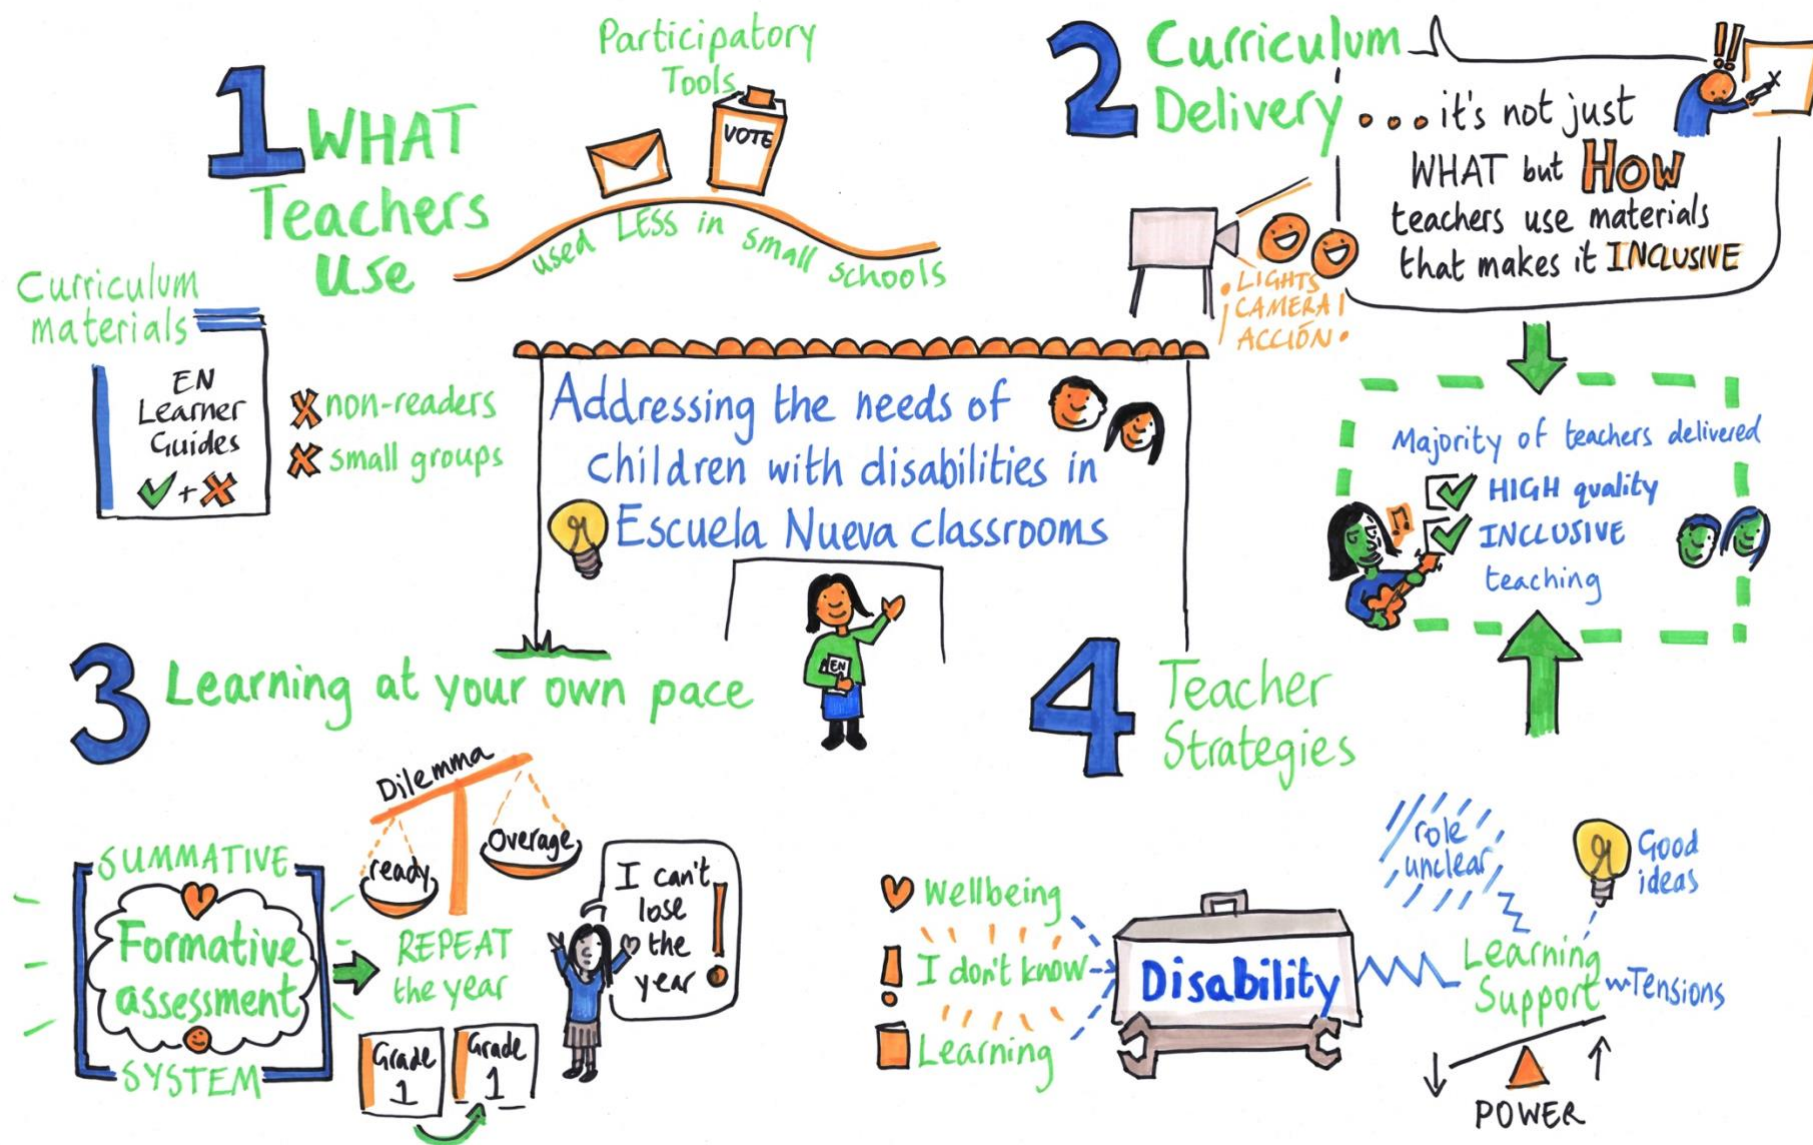 1 WHAT
Teachers
use
Participatory
Tools
VOTE
used LESS in small schools
Curriculum
materials
EN
Learner
Guides
non-readers
small groups
2 Curriculum
Delivery
...it's not just
WHAT but HOW
teachers use materials
that makes it INCLUSIVE
!!
x
¡LIGHTS
CAMERA
ACCIÓN!
Majority of teachers delivered
HIGH quality
INCLUSIVE
teaching
Addressing the needs of
children with disabilities in
Escuela Nueva classrooms
EN
3 Learning at your own pace
Dilemma
ready
Overage
SUMMATIVE
Formative
assessment
SYSTEM
REPEAT
the year
I can't
lose
the
year!
Grade
1
Grade
1
4 Teacher
Strategies
Wellbeing
! I don't know
Learning
Disability
role
unclear
Good
ideas
Learning
Support
Tensions
POWER